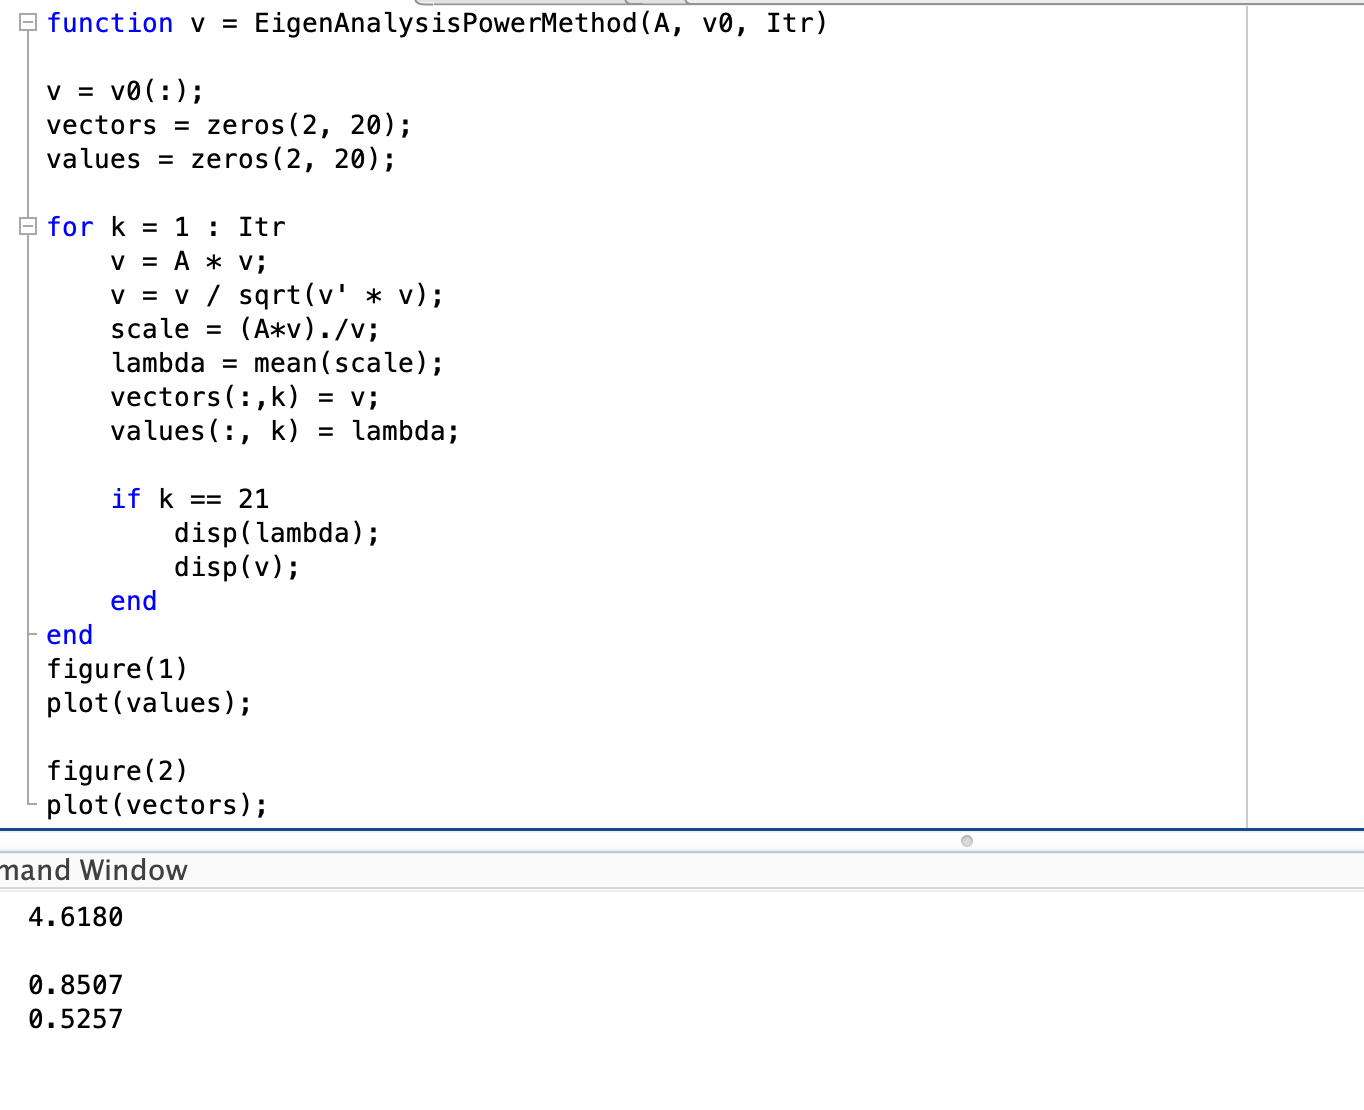 function v = EigenAnalysisPowerMethod(A, v0, Itr)
v = v0(:);
vectors = zeros(2, 20);
values = zeros(2, 20);
for k = 1 : Itr
v = A * v;
v = v / sqrt(v' * v);
scale = (A*v)./v;
lambda = mean(scale);
vectors(:,k) = v;
values(:, k) = lambda;
if k == 21
disp(lambda);
disp(v);
end
end
figure(1)
plot(values);
figure(2)
plot(vectors);
mand Window
4.6180
0.8507
0.5257